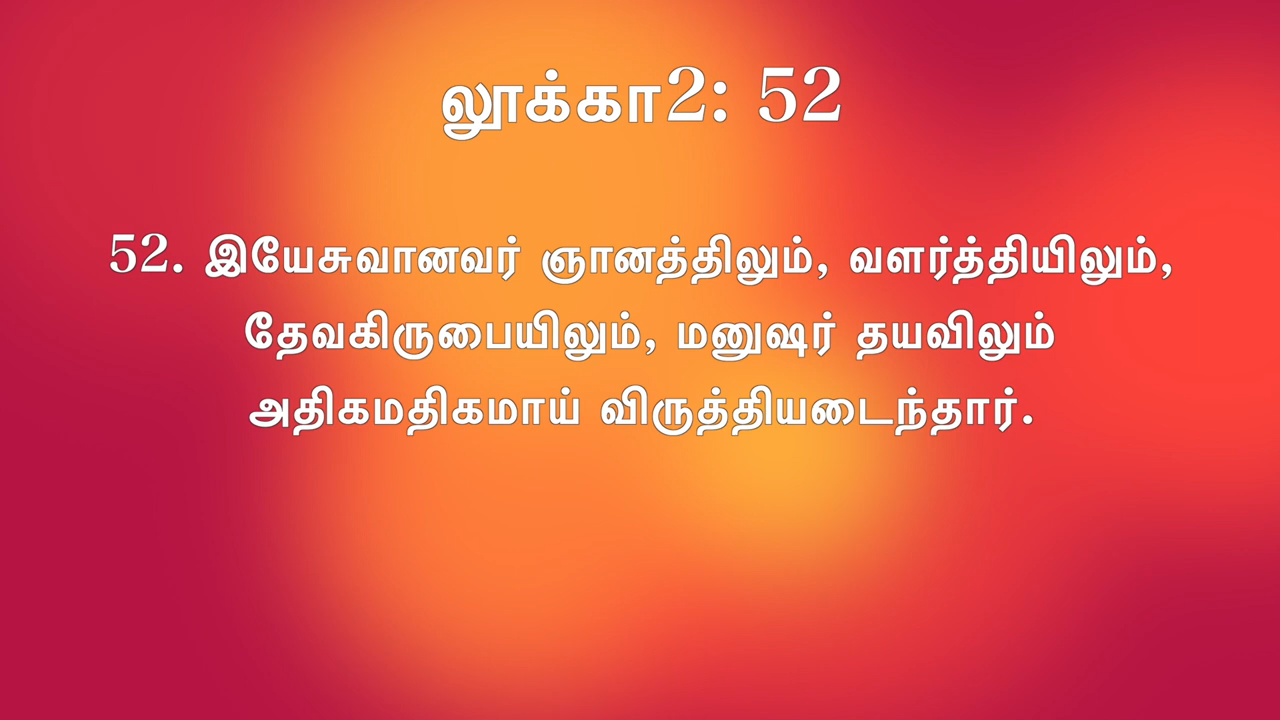 லூக்கா2: 52
52. இயேசுவானவர் ஞானத்திலும், வளர்த்தியிலும்,
தேவகிருபையிலும், மனுஷர் தயவிலும்
அதிகமதிகமாய் விருத்தியடைந்தார்.